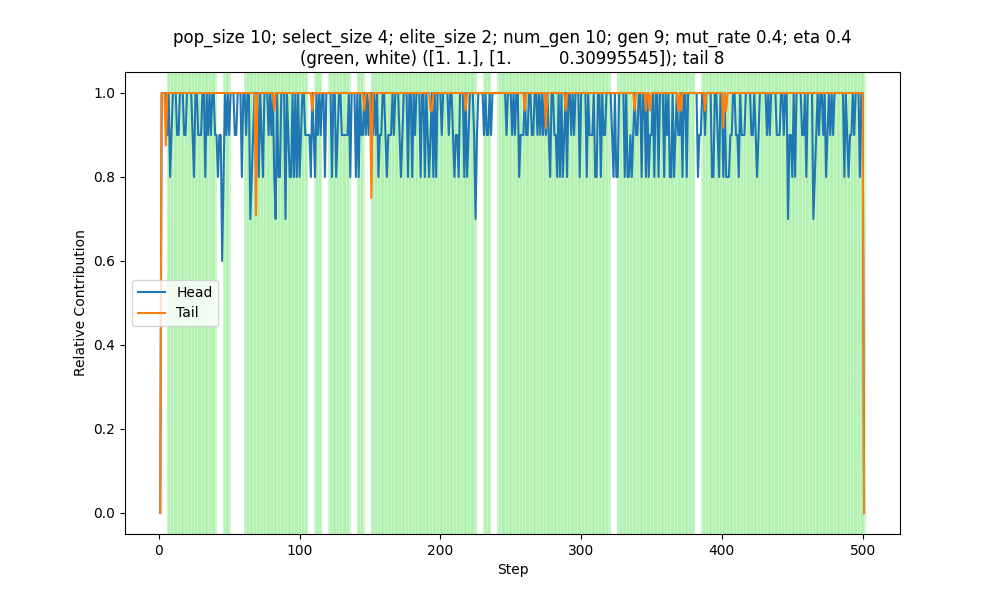 pop_size 10; select_size 4; elite_size 2; num_gen 10; gen 9; mut_rate 0.4; eta 0.4
(green, white) ([1. 1.], [1.          0.30995545]); tail 8
1.0
0.8
0.6
0.4
0.2
0.0
Relative Contribution
Head
Tail
0
100
200
300
400
500
Step